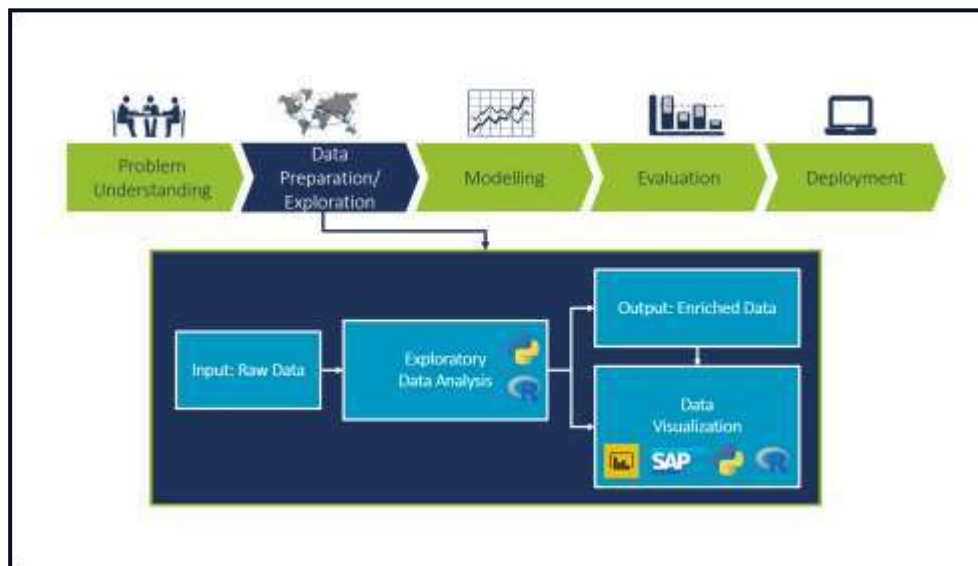 Problem
Understanding
Data
Preparation/
Exploration
Modelling
Evaluation
Deployment
Input: Raw Data
Exploratory
Data Analysis
Output: Enriched Data
Data
Visualization
SAP
R
R